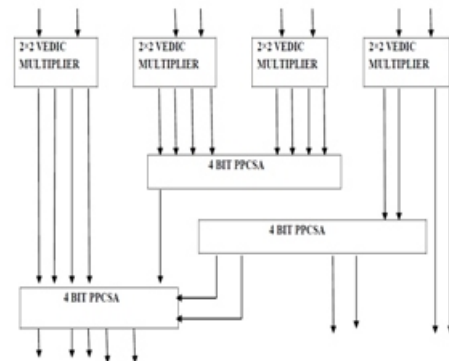 2×2 VEDIC
MULTIPLIER
2×2 VEDIC
MULTIPLIER
2×2 VEDIC
MULTIPLIER
2×2 VEDIC
MULTIPLIER
4 BIT PPCSA
4 BIT PPCSA
4 BIT PPCSA